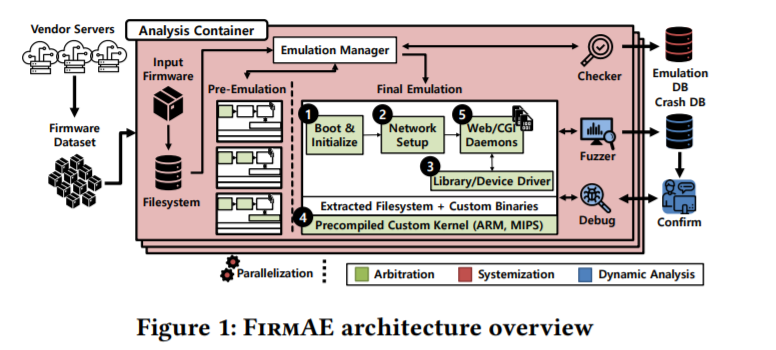 Vendor Servers
Analysis Container
Input
Firmware
Emulation Manager
Checker
Emulation
DB
Crash DB
Pre-Emulation
Final Emulation
Firmware
Dataset
Filesystem
1
Boot &
Initialize
2
Network
Setup
5
Web/CGI
Daemons
3
Library/Device Driver
Extracted Filesystem + Custom Binaries
4
Precompiled Custom Kernel (ARM, MIPS)
Fuzzer
Debug
Confirm
Parallelization
Arbitration
Systemization
Dynamic Analysis
Figure 1: FIRMAE architecture overview